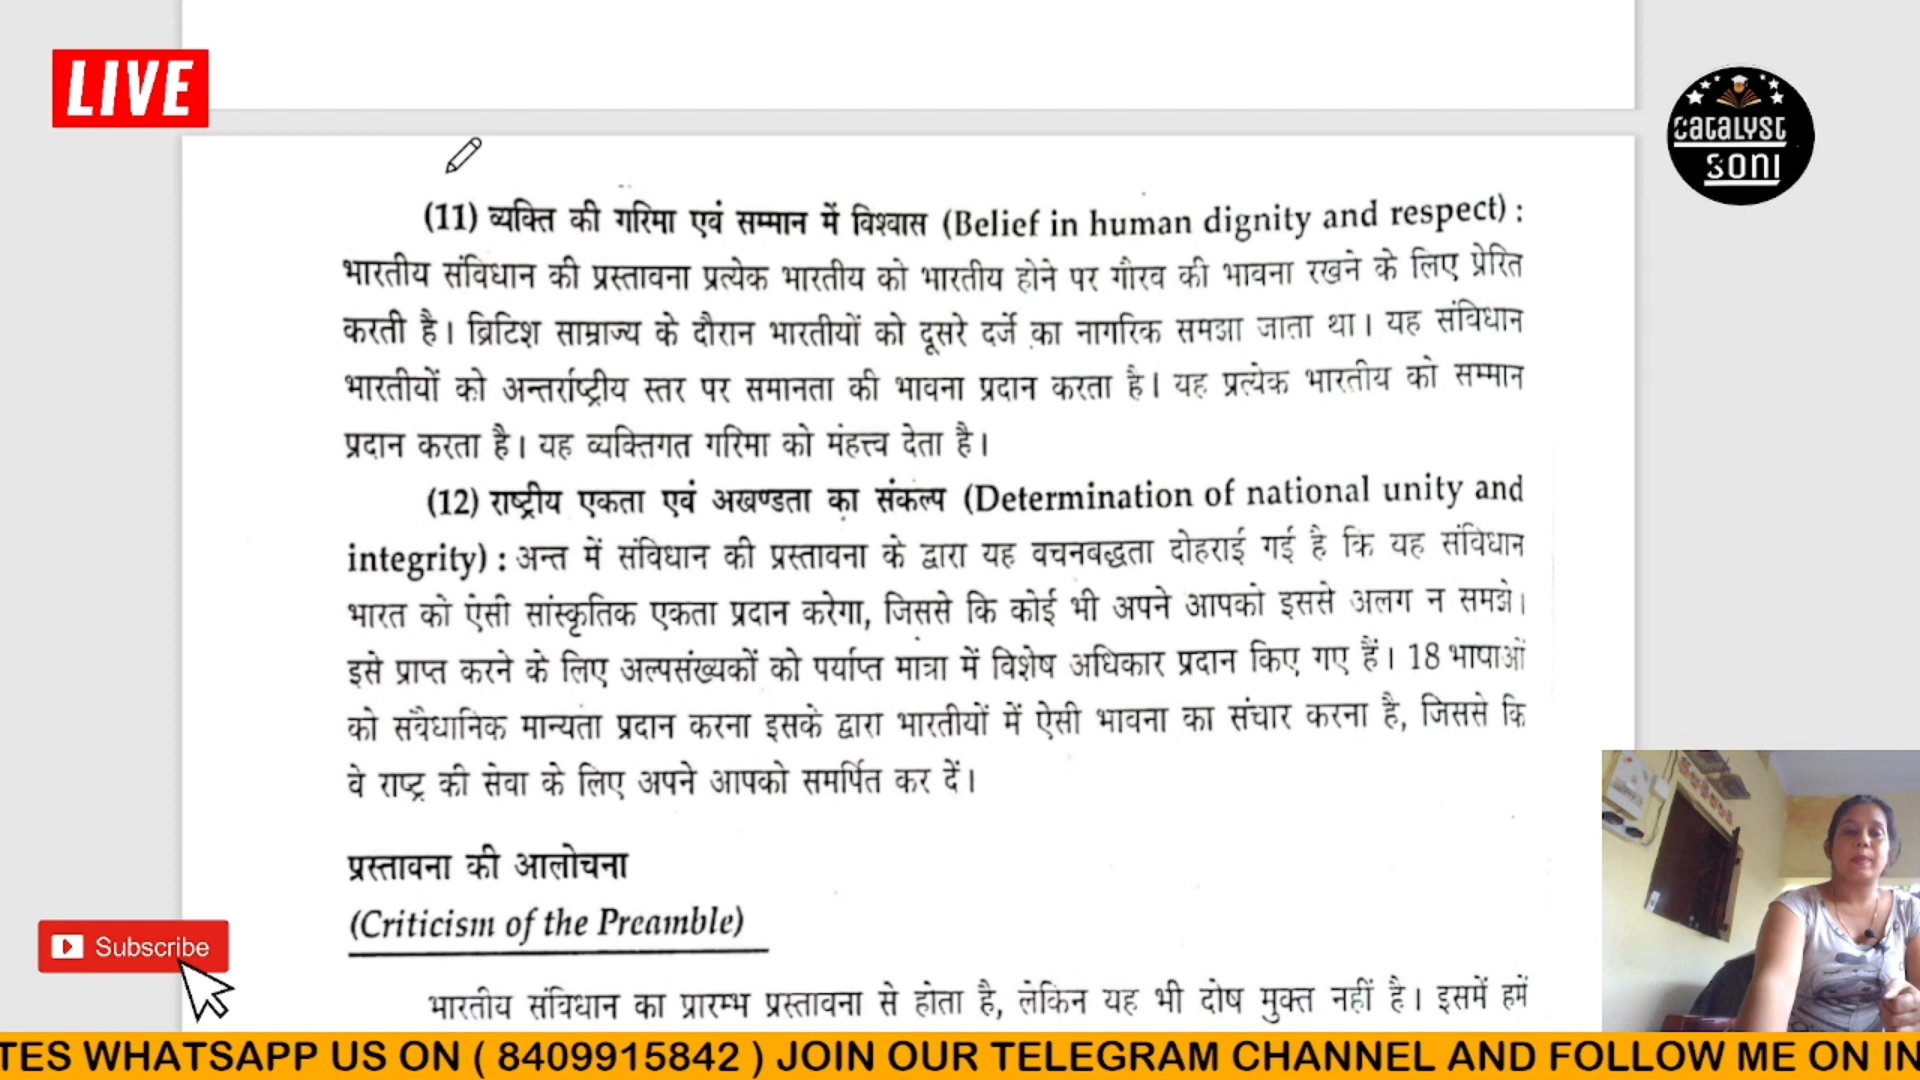 LIVE
catalyst
SONI
(11) व्यक्ति की गरिमा एवं सम्मान में विश्वास (Belief in human dignity and respect) :
भारतीय संविधान की प्रस्तावना प्रत्येक भारतीय को भारतीय होने पर गौरव की भावना रखने के लिए प्रेरित
करती है। ब्रिटिश साम्राज्य के दौरान भारतीयों को दूसरे दर्जे का नागरिक समझा जाता था। यह संविधान
भारतीयों को अन्तर्राष्ट्रीय स्तर पर समानता की भावना प्रदान करता है। यह प्रत्येक भारतीय को सम्मान
प्रदान करता है। यह व्यक्तिगत गरिमा को मंहत्त्व देता है।
(12) राष्ट्रीय एकता एवं अखण्डता का संकल्प (Determination of national unity and
integrity) : अन्त में संविधान की प्रस्तावना के द्वारा यह वचनबद्धता दोहराई गई है कि यह संविधान
भारत को ऐसी सांस्कृतिक एकता प्रदान करेगा, जिससे कि कोई भी अपने आपको इससे अलग न समझे।
इसे प्राप्त करने के लिए अल्पसंख्यकों को पर्याप्त मात्रा में विशेष अधिकार प्रदान किए गए हैं। 18 भाषाओं
को संवैधानिक मान्यता प्रदान करना इसके द्वारा भारतीयों में ऐसी भावना का संचार करना है, जिससे कि
वे राष्ट्र की सेवा के लिए अपने आपको समर्पित कर दें।
प्रस्तावना की आलोचना
(Criticism of the Preamble)
Subscribe
भारतीय संविधान का प्रारम्भ प्रस्तावना से होता है, लेकिन यह भी दोष मुक्त नहीं है। इसमें हमें
TES WHATSAPP US ON ( 8409915842 ) JOIN OUR TELEGRAM CHANNEL AND FOLLOW ME ON IN